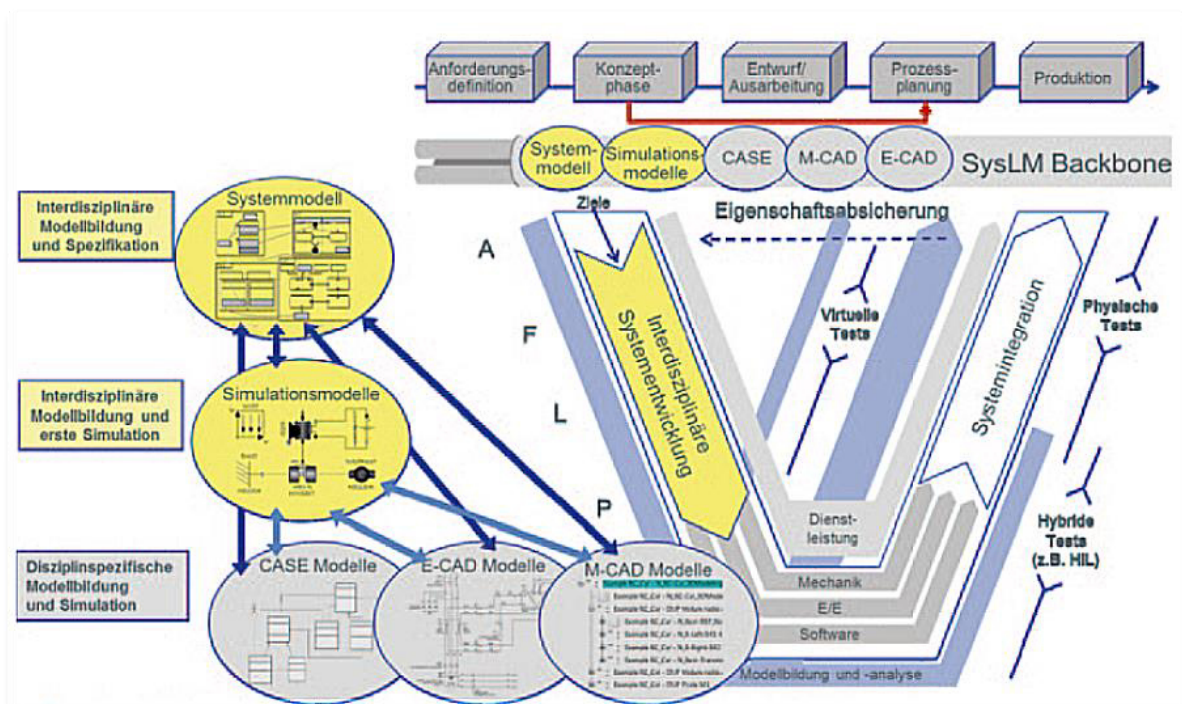 Anforderungs-
definition
Konzept-
phase
Entwurf/
Ausarbeitung
Prozess-
planung
Produktion
System-
modell
Simulations-
modelle
CASE
M-CAD
E-CAD
SysLM Backbone
Interdisziplinäre
Modellbildung
und Spezifikation
Systemmodell
Ziele
Eigenschaftsabsicherung
A
F
L
P
Interdisziplinäre
Systementwicklung
Virtuelle
Tests
Systemintegration
Physische
Tests
Interdisziplinäre
Modellbildung und
erste Simulation
Simulationsmodelle
Dienst-
leistung
Hybride
Tests
(z.B. HIL)
Disziplinspezifische
Modellbildung
und Simulation
CASE Modelle
E-CAD Modelle
M-CAD Modelle
Mechanik
E/E
Software
Modellbildung und -analyse